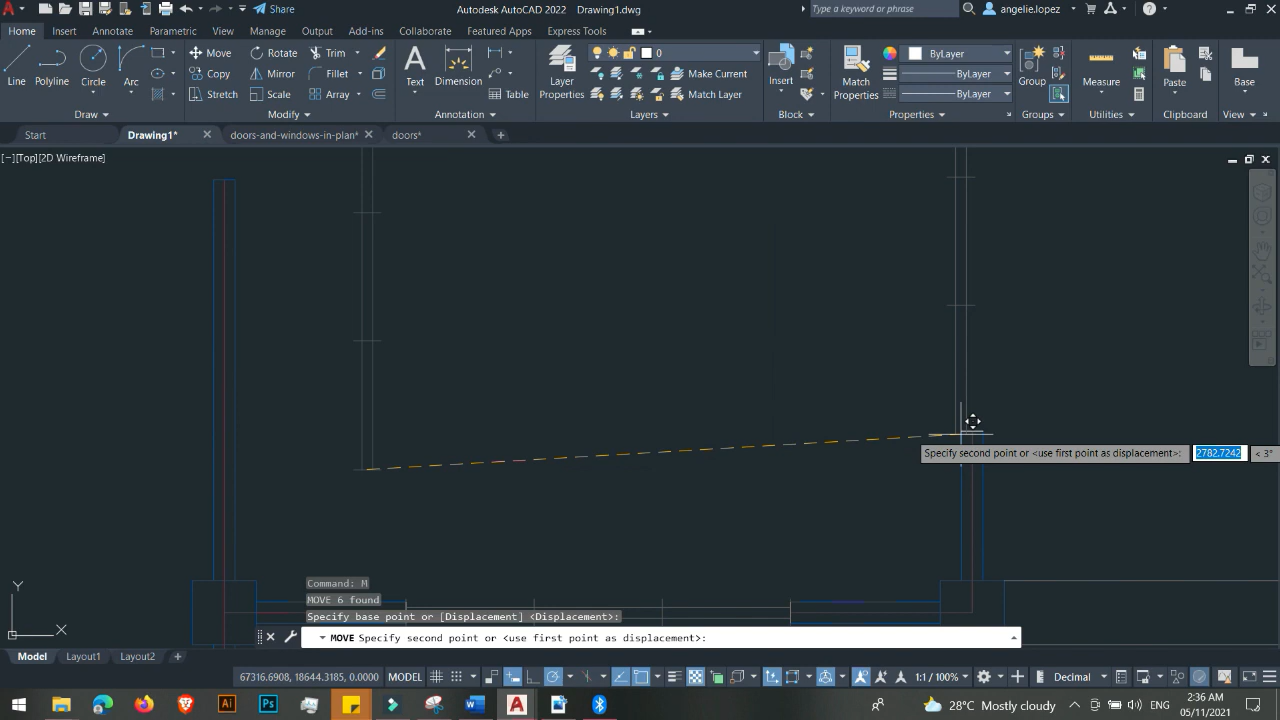 Share
Autodesk AutoCAD 2022 Drawing1.dwg
Type a keyword or phrase
angelie.lopez
Home Insert Annotate Parametric View Manage Output Add-ins Collaborate Featured Apps Express Tools
Line Polyline Circle Arc
Move Rotate Trim
Copy Mirror Fillet
Stretch Scale Array
Text Dimension
Table
Layer Properties
0
Make Current
Match Layer
Insert
Match Properties
ByLayer
ByLayer
ByLayer
Group
Measure
Paste
Base
Draw Modify Annotation Layers Block Properties Groups Utilities Clipboard View
Start Drawing1* doors-and-windows-in-plan* doors*
[−][Top][2D Wireframe]
Specify second point or <use first point as displacement>: 2782.7242 < 3°
Y
X
Command: M
MOVE 6 found
Specify base point or [Displacement] <Displacement>:
MOVE Specify second point or <use first point as displacement>:
Model Layout1 Layout2
67316.6908, 18644.3185, 0.0000 MODEL 1:1 / 100% Decimal
Ai Ps
28°C Mostly cloudy
2:36 AM
05/11/2021